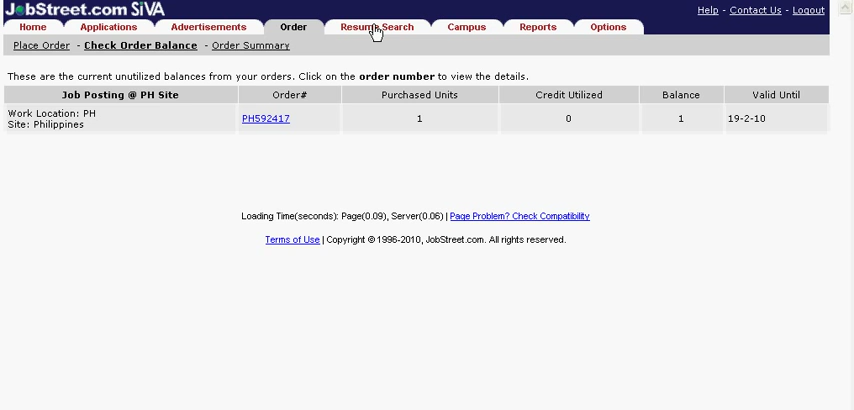 JobStreet.com SiVA
Help - Contact Us - Logout
Home Applications Advertisements Order Resume Search Campus Reports Options
Place Order - Check Order Balance - Order Summary
These are the current unutilized balances from your orders. Click on the order number to view the details.
Job Posting @ PH Site Order# Purchased Units Credit Utilized Balance Valid Until
Work Location: PH
Site: Philippines
PH592417 1 0 1 19-2-10
Loading Time(seconds): Page(0.09), Server(0.06) | Page Problem? Check Compatibility
Terms of Use | Copyright © 1996-2010, JobStreet.com. All rights reserved.